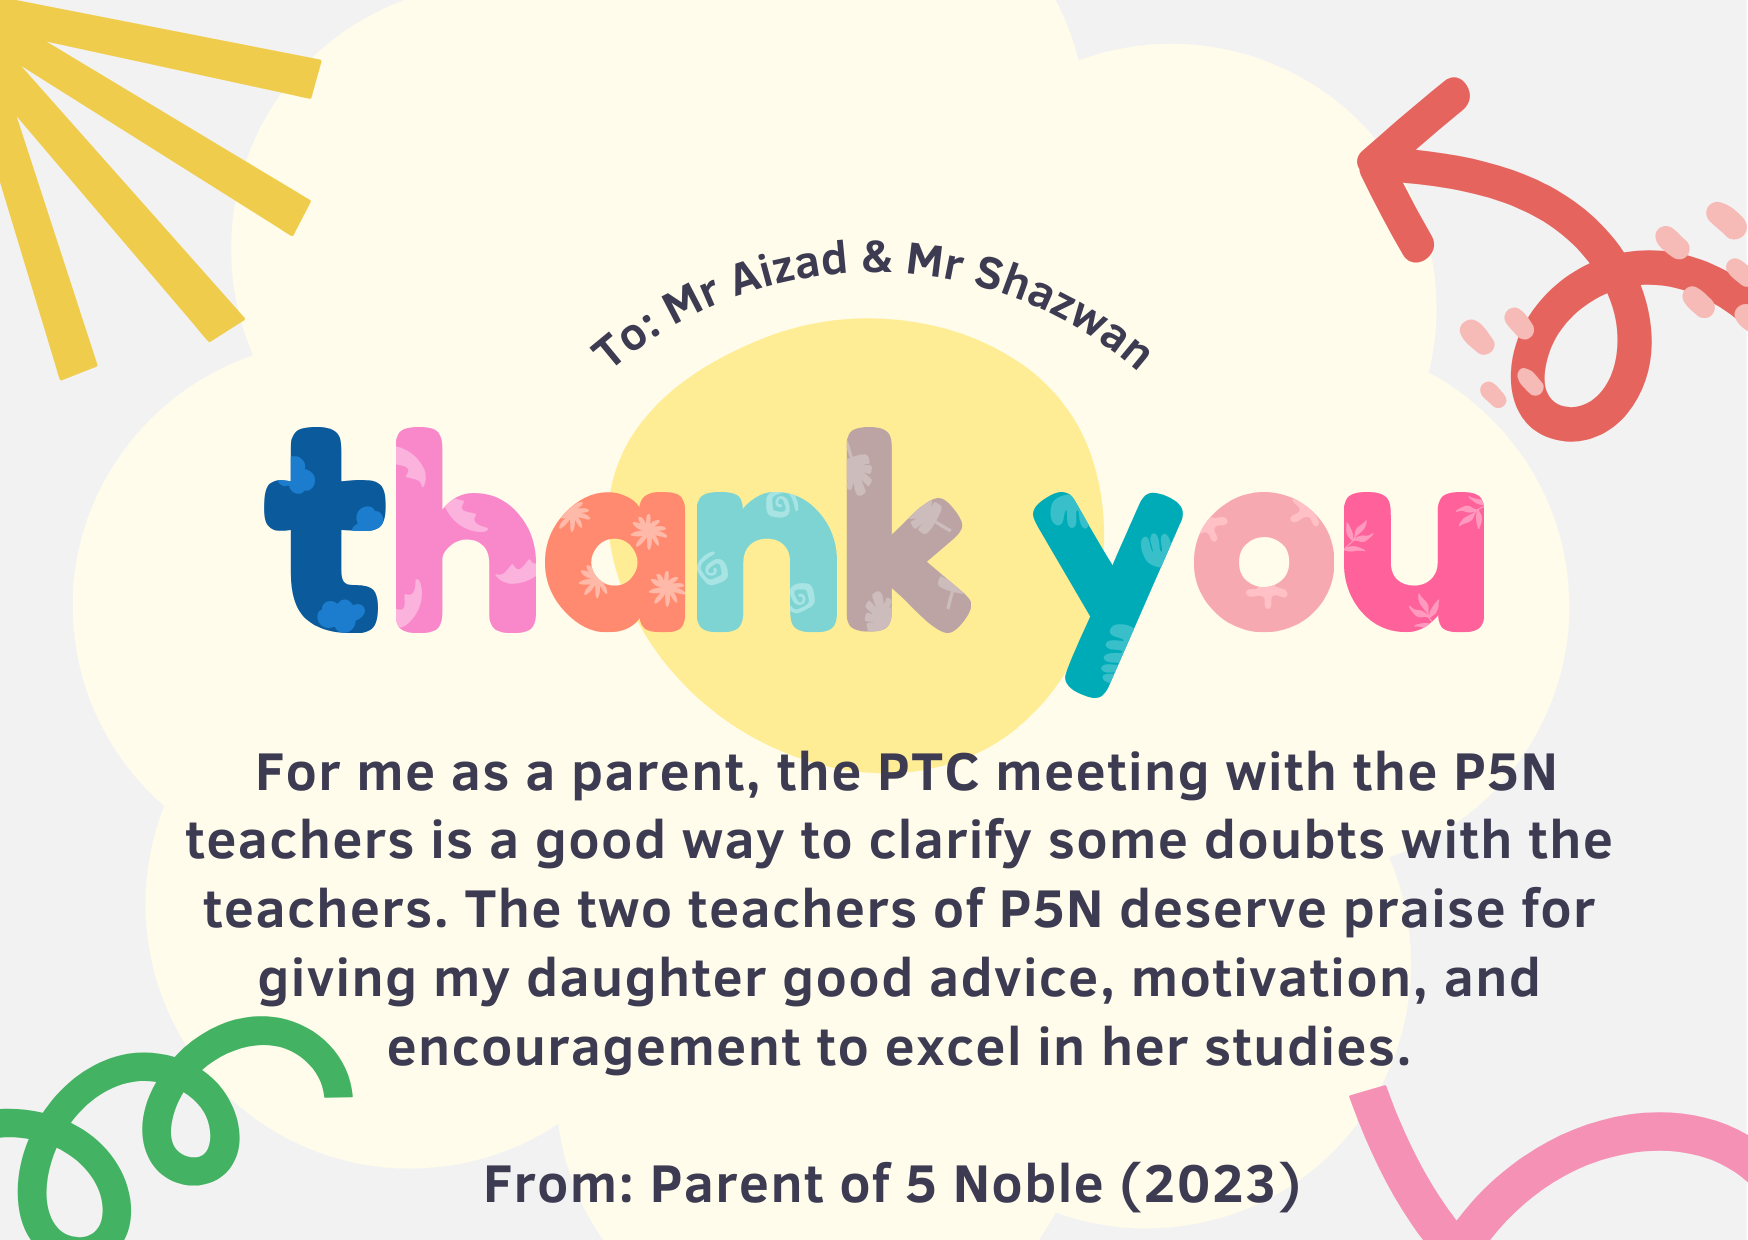 To: Mr Aizad & Mr Shazwan
thank you
For me as a parent, the PTC meeting with the P5N
teachers is a good way to clarify some doubts with the
teachers. The two teachers of P5N deserve praise for
giving my daughter good advice, motivation, and
encouragement to excel in her studies.
From: Parent of 5 Noble (2023)